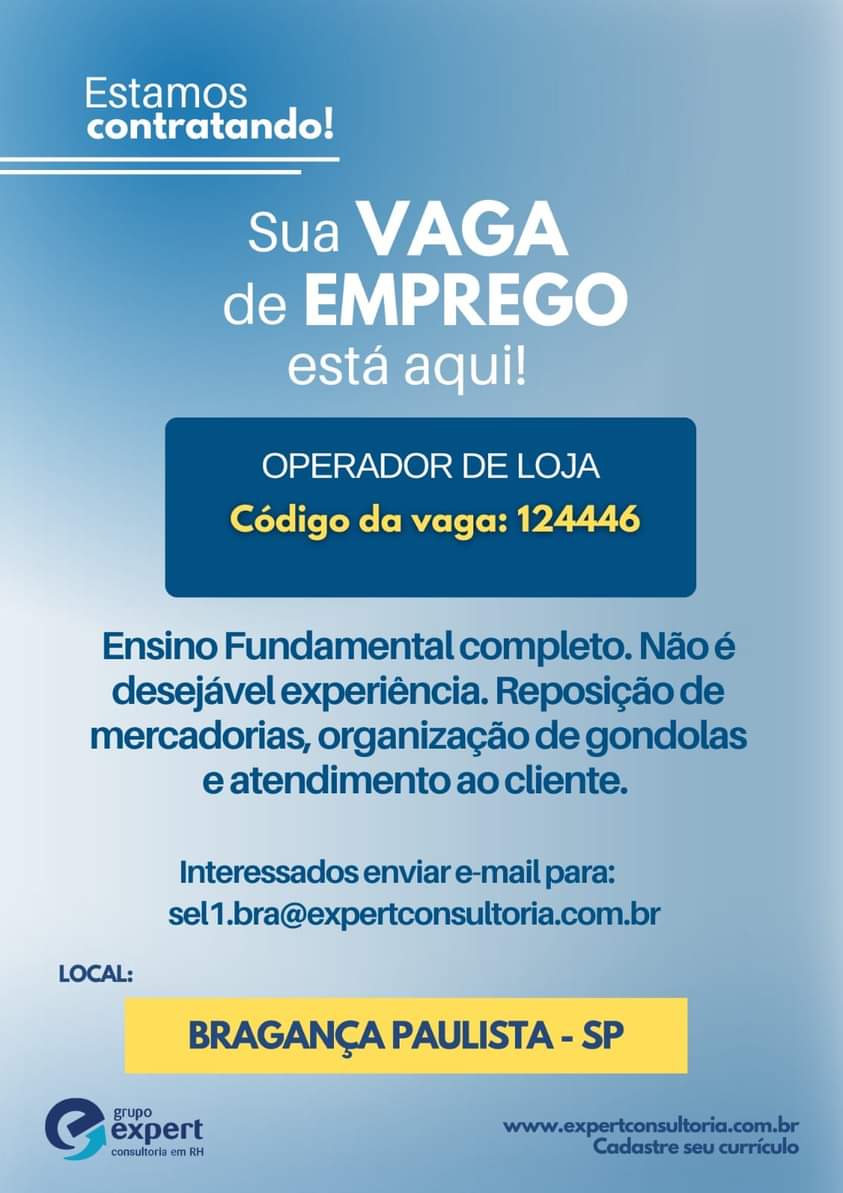 Estamos
contratando!
Sua VAGA
de EMPREGO
está aqui!
OPERADOR DE LOJA
Código da vaga: 124446
Ensino Fundamental completo. Não é
desejável experiência. Reposição de
mercadorias, organização de gondolas
e atendimento ao cliente.
Interessados enviar e-mail para:
sel1.bra@expertconsultoria.com.br
LOCAL:
BRAGANÇA PAULISTA - SP
grupo
expert
consultoria em RH
www.expertconsultoria.com.br
Cadastre seu currículo